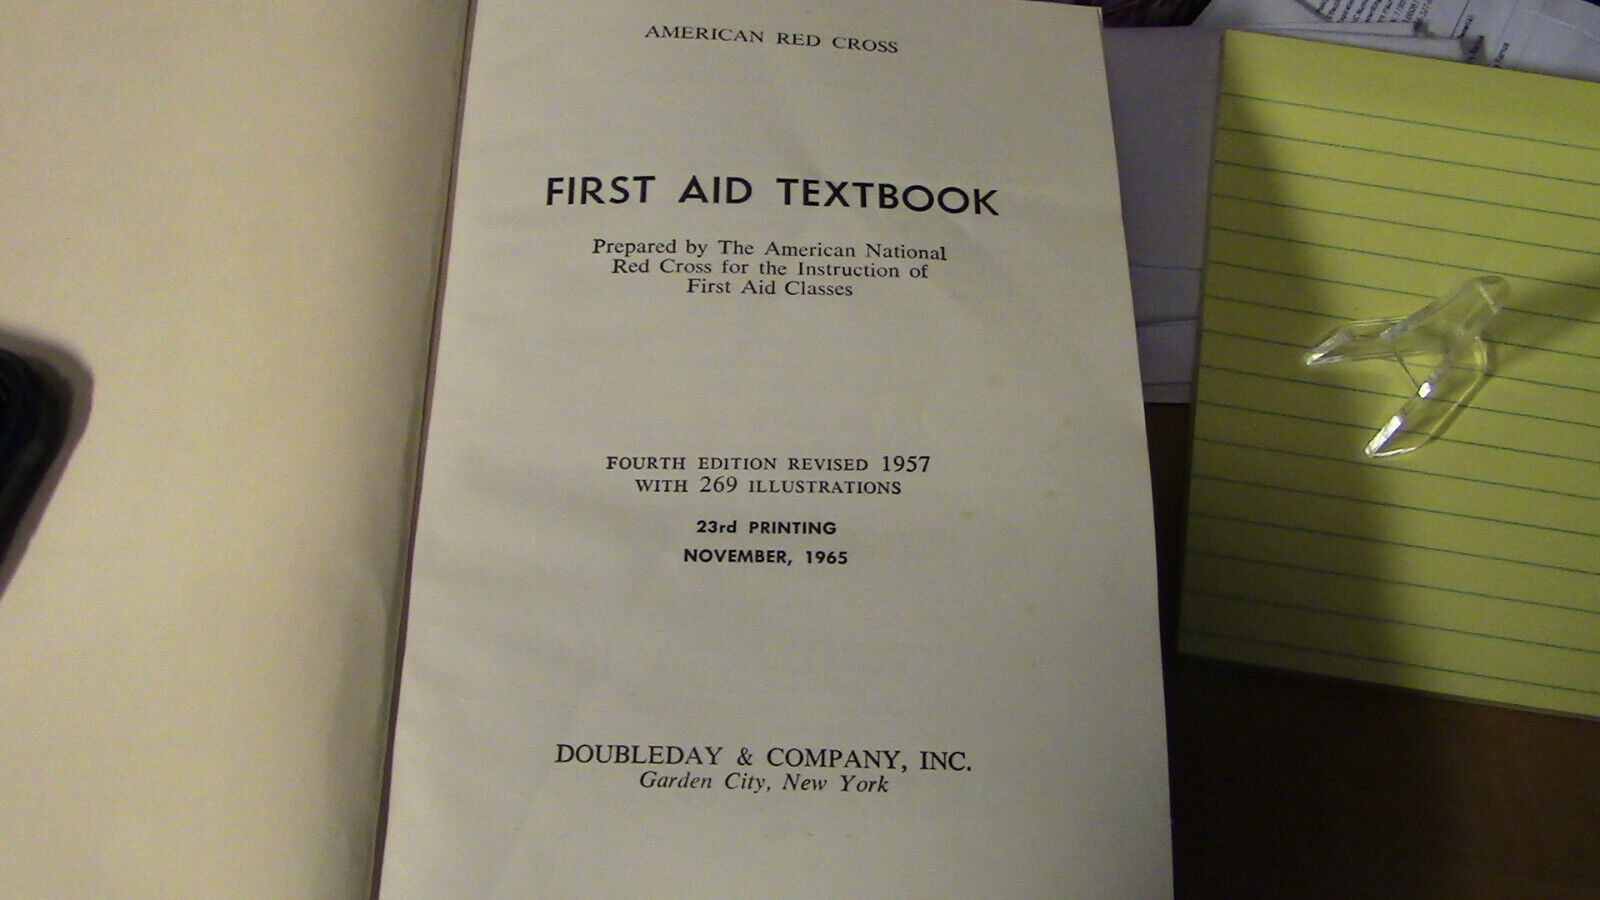 AMERICAN RED CROSS
FIRST AID TEXTBOOK
Prepared by The American National
Red Cross for the Instruction of
First Aid Classes
FOURTH EDITION REVISED 1957
WITH 269 ILLUSTRATIONS
23rd PRINTING
NOVEMBER, 1965
DOUBLEDAY & COMPANY, INC.
Garden City, New York